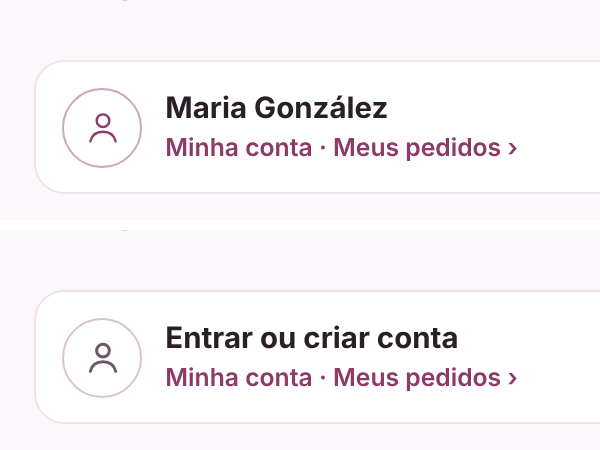 Maria González
Minha conta · Meus pedidos ›
Entrar ou criar conta
Minha conta · Meus pedidos ›